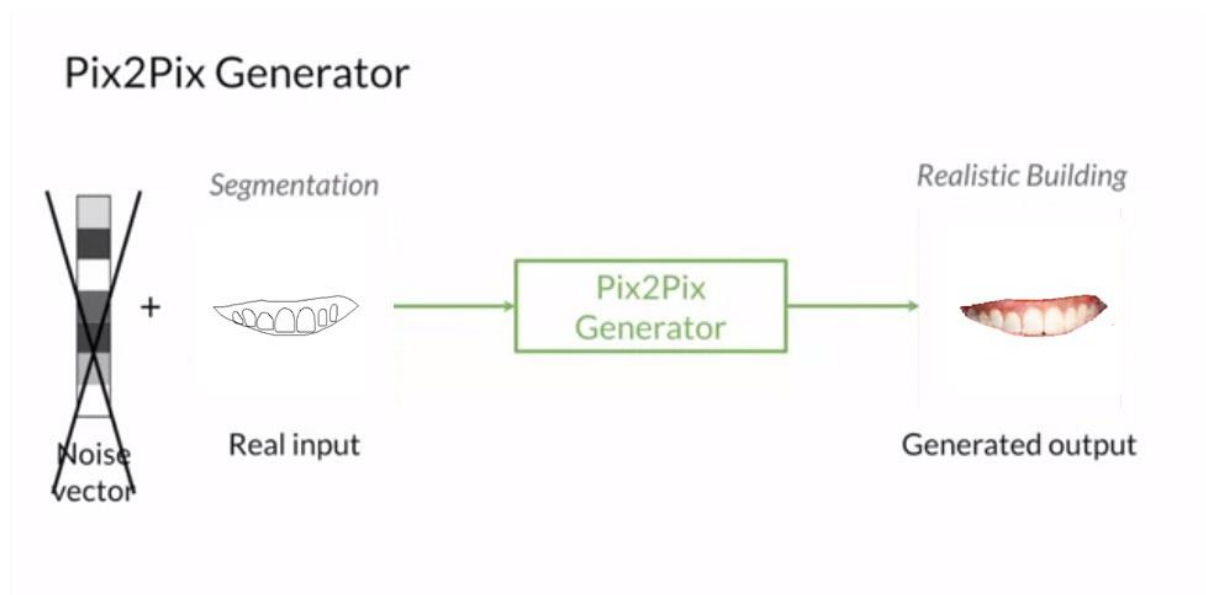 Pix2Pix Generator
Segmentation
Realistic Building
Pix2Pix
Generator
+
Noise
vector
Real input
Generated output